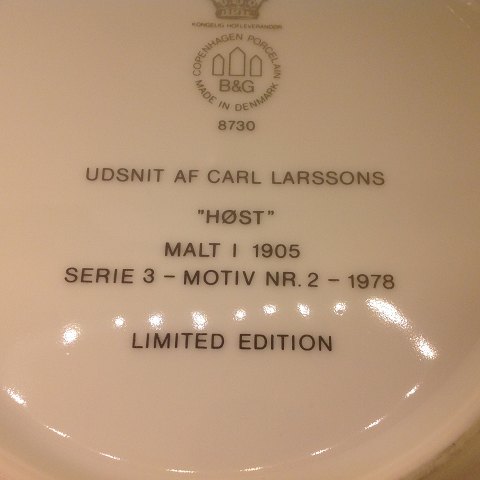 KONGELIG HOFLEVERANDØR
COPENHAGEN PORCELAIN
B&G
MADE IN DENMARK
8730
UDSNIT AF CARL LARSSONS
"HØST"
MALT I 1905
SERIE 3 - MOTIV NR. 2 - 1978
LIMITED EDITION